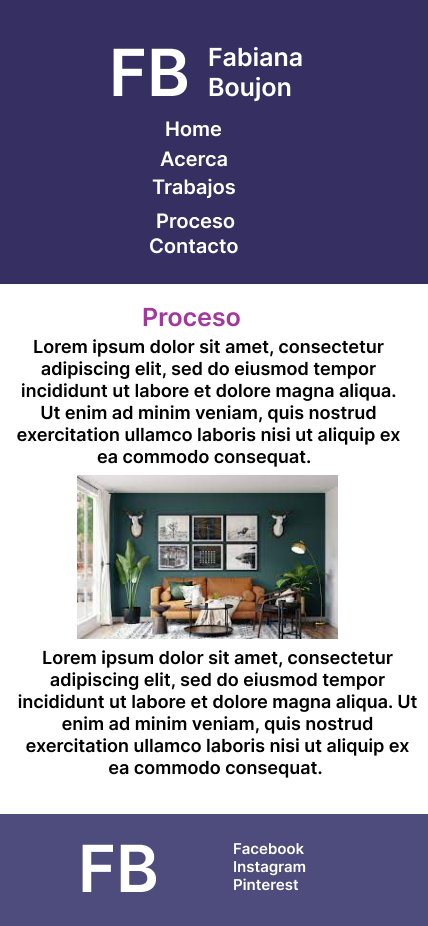 FB
Fabiana
Boujon
Home
Acerca
Trabajos
Proceso
Contacto
Proceso
Lorem ipsum dolor sit amet, consectetur
adipiscing elit, sed do eiusmod tempor
incididunt ut labore et dolore magna aliqua.
Ut enim ad minim veniam, quis nostrud
exercitation ullamco laboris nisi ut aliquip ex
ea commodo consequat.
Lorem ipsum dolor sit amet, consectetur
adipiscing elit, sed do eiusmod tempor
incididunt ut labore et dolore magna aliqua. Ut
enim ad minim veniam, quis nostrud
exercitation ullamco laboris nisi ut aliquip ex
ea commodo consequat.
FB
Facebook
Instagram
Pinterest